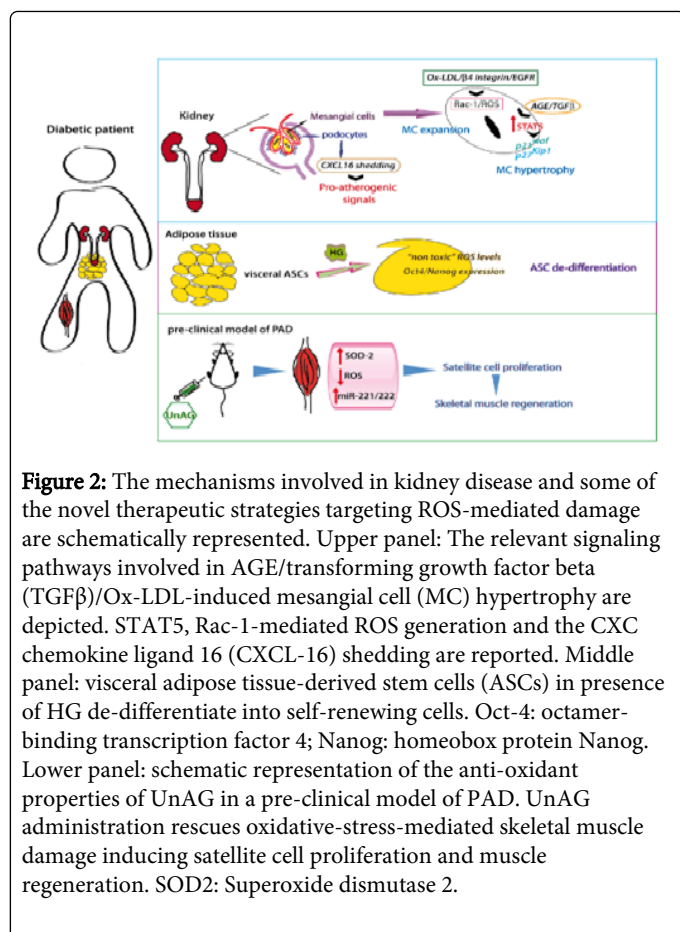 Ox-LDL/β4 integrin/EGFR
Rac-1/ROS
AGE/TGFβ
Kidney
Mesangial cells
Diabetic patient
podocytes
MC expansion
STAT5
CXCL16 shedding
p27Kip1
MC hypertrophy
Pro-atherogenic
signals
Adipose tissue
HG
"non toxic" ROS levels
visceral ASCs
Oct4/Nanog expression
ASC de-differentiation
pre-clinical model of PAD
SOD-2
ROS
miR-221/222
Satellite cell proliferation
Skeletal muscle regeneration
UnAG
Figure 2: The mechanisms involved in kidney disease and some of
the novel therapeutic strategies targeting ROS-mediated damage
are schematically represented. Upper panel: The relevant signaling
pathways involved in AGE/transforming growth factor beta
(TGFβ)/Ox-LDL-induced mesangial cell (MC) hypertrophy are
depicted. STAT5, Rac-1-mediated ROS generation and the CXC
chemokine ligand 16 (CXCL-16) shedding are reported. Middle
panel: visceral adipose tissue-derived stem cells (ASCs) in presence
of HG de-differentiate into self-renewing cells. Oct-4: octamer-
binding transcription factor 4; Nanog: homeobox protein Nanog.
Lower panel: schematic representation of the anti-oxidant
properties of UnAG in a pre-clinical model of PAD. UnAG
administration rescues oxidative-stress-mediated skeletal muscle
damage inducing satellite cell proliferation and muscle
regeneration. SOD2: Superoxide dismutase 2.